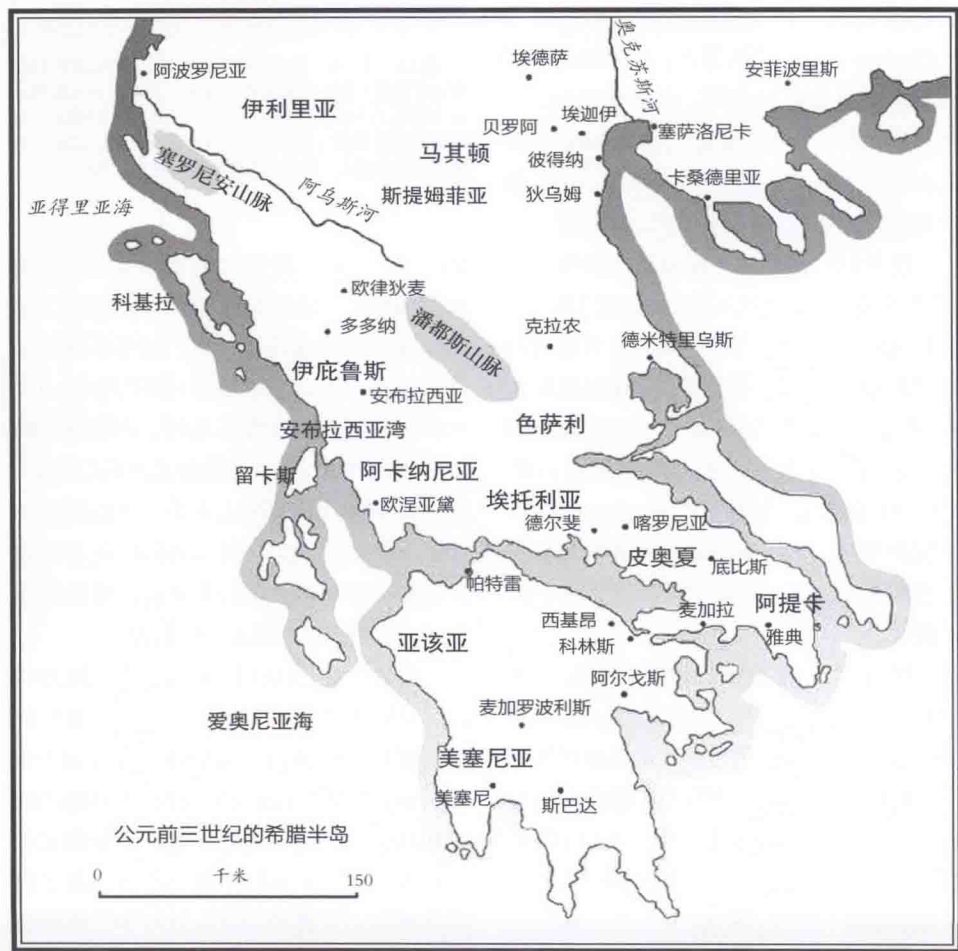 奥克苏斯河
埃德萨
安菲波里斯
阿波罗尼亚
伊利里亚
贝罗阿
埃迦伊
塞萨洛尼卡
马其顿
彼得纳
塞罗尼安山脉
阿乌斯河
斯提姆菲亚
狄乌姆
卡桑德里亚
亚得里亚海
科基拉
欧律狄麦
多多纳
潘都斯山脉
克拉农
德米特里乌斯
伊庇鲁斯
安布拉西亚
安布拉西亚湾
色萨利
留卡斯
阿卡纳尼亚
欧涅亚黛
埃托利亚
德尔斐
喀罗尼亚
皮奥夏
底比斯
帕特雷
西基昂
麦加拉
阿提卡
亚该亚
科林斯
雅典
阿尔戈斯
爱奥尼亚海
麦加罗波利斯
美塞尼亚
美塞尼
斯巴达
公元前三世纪的希腊半岛
0 千米 150